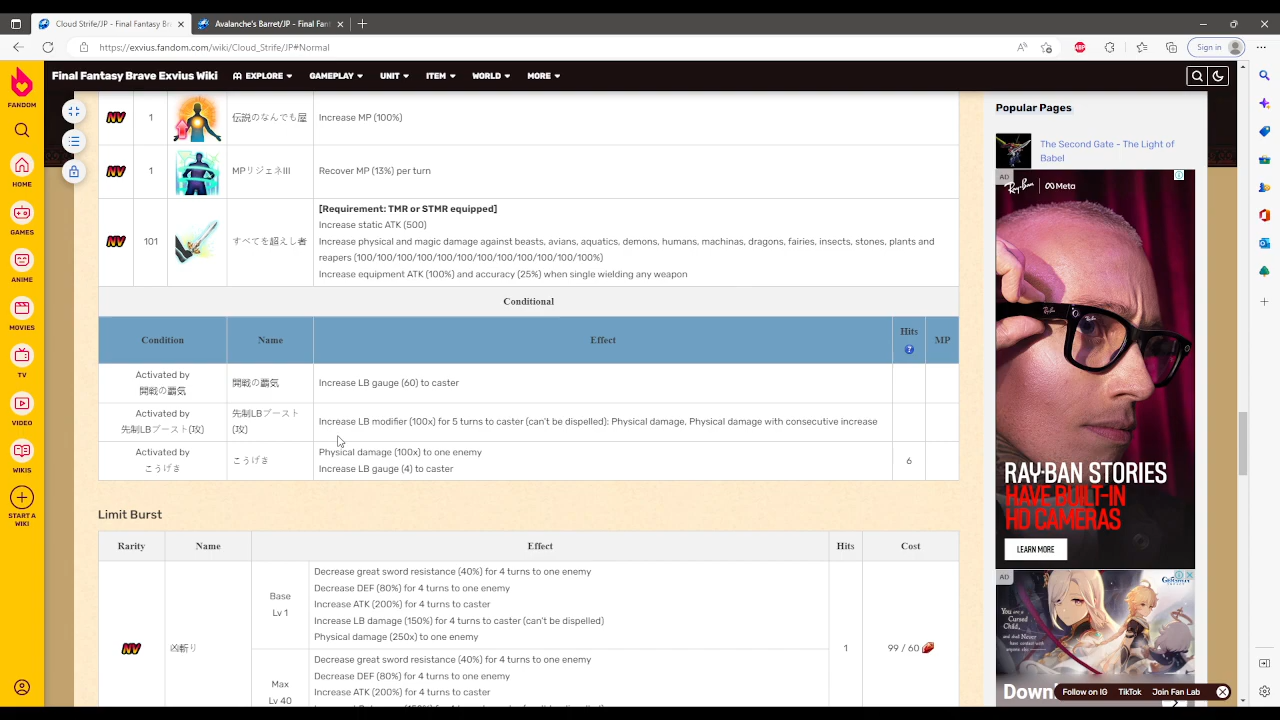 Cloud Strife/JP - Final Fantasy Br
Avalanche's Barret/JP - Final Fan
https://exvius.fandom.com/wiki/Cloud_Strife/JP#Normal
ABP
Sign in
FANDOM
HOME
GAMES
ANIME
MOVIES
TV
VIDEO
WIKIS
START A
WIKI
Final Fantasy Brave Exvius Wiki
EXPLORE
GAMEPLAY
UNIT
ITEM
WORLD
MORE
NV 1 伝説のなんでも屋 Increase MP (100%)
NV 1 MPリジェネIII Recover MP (13%) per turn
[Requirement: TMR or STMR equipped]
Increase static ATK (500)
NV 101 すべてを超えし者 Increase physical and magic damage against beasts, avians, aquatics, demons, humans, machinas, dragons, fairies, insects, stones, plants and
reapers (100/100/100/100/100/100/100/100/100/100/100/100%)
Increase equipment ATK (100%) and accuracy (25%) when single wielding any weapon
Conditional
Condition Name Effect Hits MP
Activated by
開戦の覇気
開戦の覇気
Increase LB gauge (60) to caster
Activated by
先制LBブースト(攻)
先制LBブースト
(攻)
Increase LB modifier (100x) for 5 turns to caster (can't be dispelled): Physical damage, Physical damage with consecutive increase
Activated by
こうげき
こうげき
Physical damage (100x) to one enemy
Increase LB gauge (4) to caster
6
Limit Burst
Rarity Name Effect Hits Cost
NV
凶斬り
Base
Lv 1
Decrease great sword resistance (40%) for 4 turns to one enemy
Decrease DEF (80%) for 4 turns to one enemy
Increase ATK (200%) for 4 turns to caster
Increase LB damage (150%) for 4 turns to caster (can't be dispelled)
Physical damage (250x) to one enemy
1
99 / 60
Max
Lv 40
Decrease great sword resistance (40%) for 4 turns to one enemy
Decrease DEF (80%) for 4 turns to one enemy
Increase ATK (200%) for 4 turns to caster
Popular Pages
The Second Gate - The Light of
Babel
AD
Ray-Ban
Meta
RAY-BAN STORIES
HAVE BUILT-IN
HD CAMERAS
LEARN MORE
AD
Genshin
You are a
Cursed
Child,
Follow on IG
TikTok
Join Fan Lab